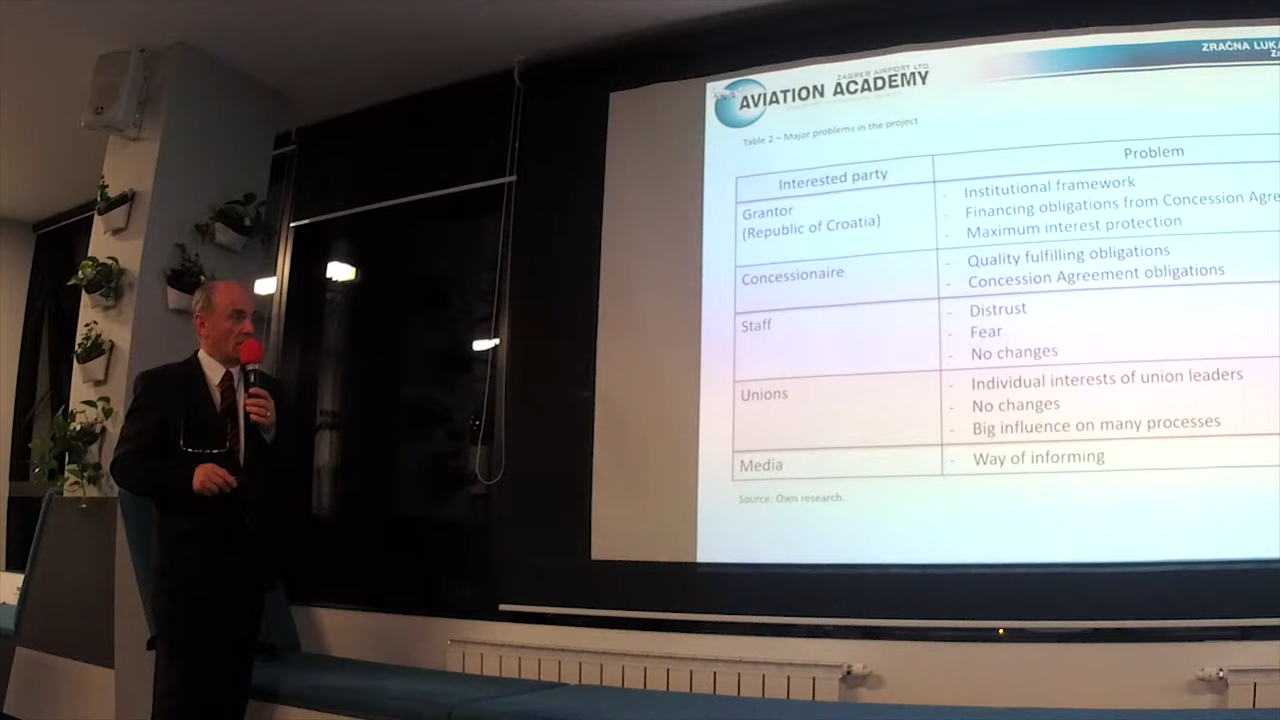 ZAGREB AIRPORT LTD.
AVIATION ACADEMY
ZRAČNA LUK
Table 2 – Major problems in the project
Interested party
Problem
Grantor
(Republic of Croatia)
- Institutional framework
- Financing obligations from Concession Agre
- Maximum interest protection
Concessionaire
- Quality fulfilling obligations
- Concession Agreement obligations
Staff
- Distrust
- Fear
- No changes
Unions
- Individual interests of union leaders
- No changes
- Big influence on many processes
Media
- Way of informing
Source: Own research.